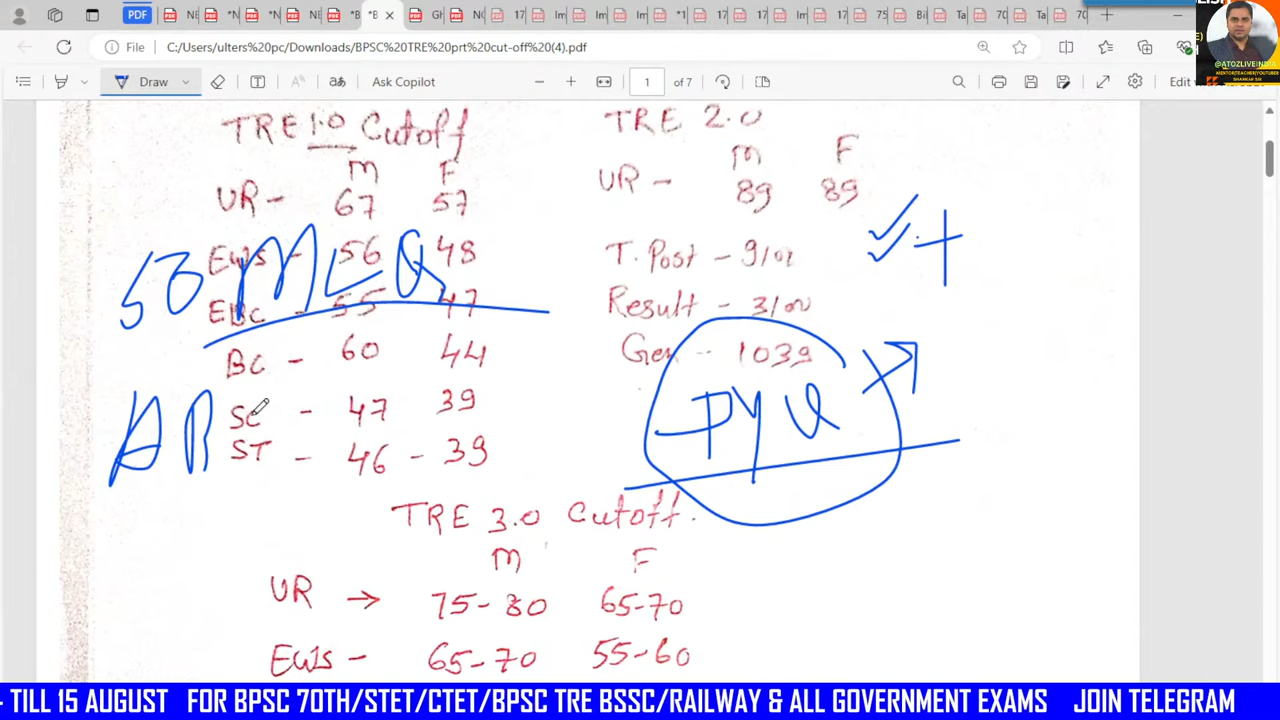 PDF
File C:/Users/ulters%20pc/Downloads/BPSC%20TRE%20prt%20cut-off%20(4).pdf
@ATOZLIVEINDIA
Draw Ask Copilot 1 of 7 Edit
TRE 1.0 Cutoff
M F
UR - 67 57
EWS - 56 48
EBC - 55 47
BC - 60 44
SC - 47 39
ST - 46 - 39
TRE 2.0
M F
UR - 89 89
T. Post - 9100
Result - 3100
Gen -- 1039
50 MCQ
PYQ
TRE 3.0 Cutoff.
M F
UR → 75-80 65-70
EWS - 65-70 55-60
- TILL 15 AUGUST FOR BPSC 70TH/STET/CTET/BPSC TRE BSSC/RAILWAY & ALL GOVERNMENT EXAMS JOIN TELEGRAM